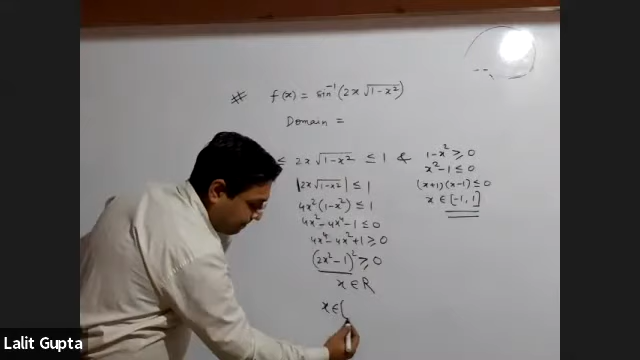 # f(x) = sin⁻¹(2x√(1-x²))
Domain =
≤ 2x√(1-x²) ≤ 1 &
|2x√(1-x²)| ≤ 1
4x²(1-x²) ≤ 1
4x²-4x⁴-1 ≤ 0
4x⁴-4x²+1 ≥ 0
(2x²-1)² ≥ 0
x ∈ R
x ∈ [
1-x² ≥ 0
x²-1 ≤ 0
(x+1)(x-1) ≤ 0
x ∈ [-1, 1]
Lalit Gupta